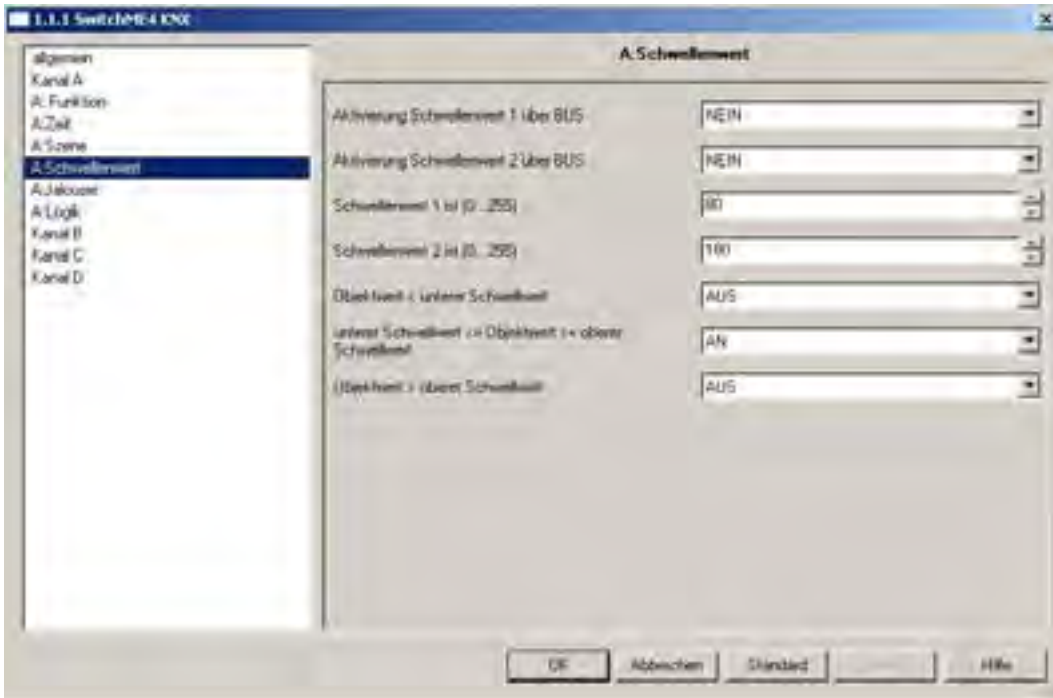 1.1.1 SwitchME4 KNX
A:Schwellenwert
allgemein
Kanal A
A: Funktion
A:Zeit
A:Szene
A:Schwellenwert
A:Jalousie
A:Logik
Kanal B
Kanal C
Kanal D
Aktivierung Schwellenwert 1 über BUS
NEIN
Aktivierung Schwellenwert 2 über BUS
NEIN
Schwellenwert 1 ist (0...255)
80
Schwellenwert 2 ist (0...255)
180
Objektwert < unterer Schwellwert
AUS
unterer Schwellwert <= Objektwert <= oberer
Schwellwert
AN
Objektwert > oberer Schwellwert
AUS
OK
Abbrechen
Standard
Hilfe